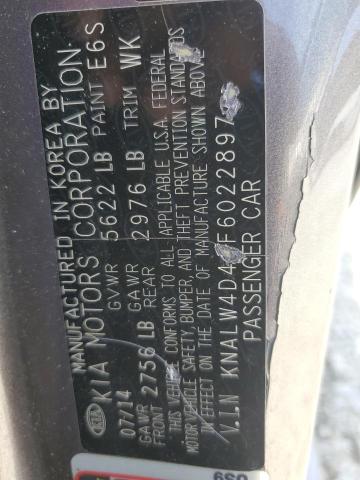 MANUFACTURED IN KOREA BY
KIA KIA MOTORS CORPORATION
07/14 GVWR 5622 LB PAINT E6S
GAWR FRONT 2756 LB GAWR REAR 2976 LB TRIM WK
THIS VEHICLE CONFORMS TO ALL APPLICABLE U.S.A. FEDERAL
MOTOR VEHICLE SAFETY, BUMPER, AND THEFT PREVENTION STANDARDS
IN EFFECT ON THE DATE OF MANUFACTURE SHOWN ABOVE
V.I.N
PASSENGER CAR